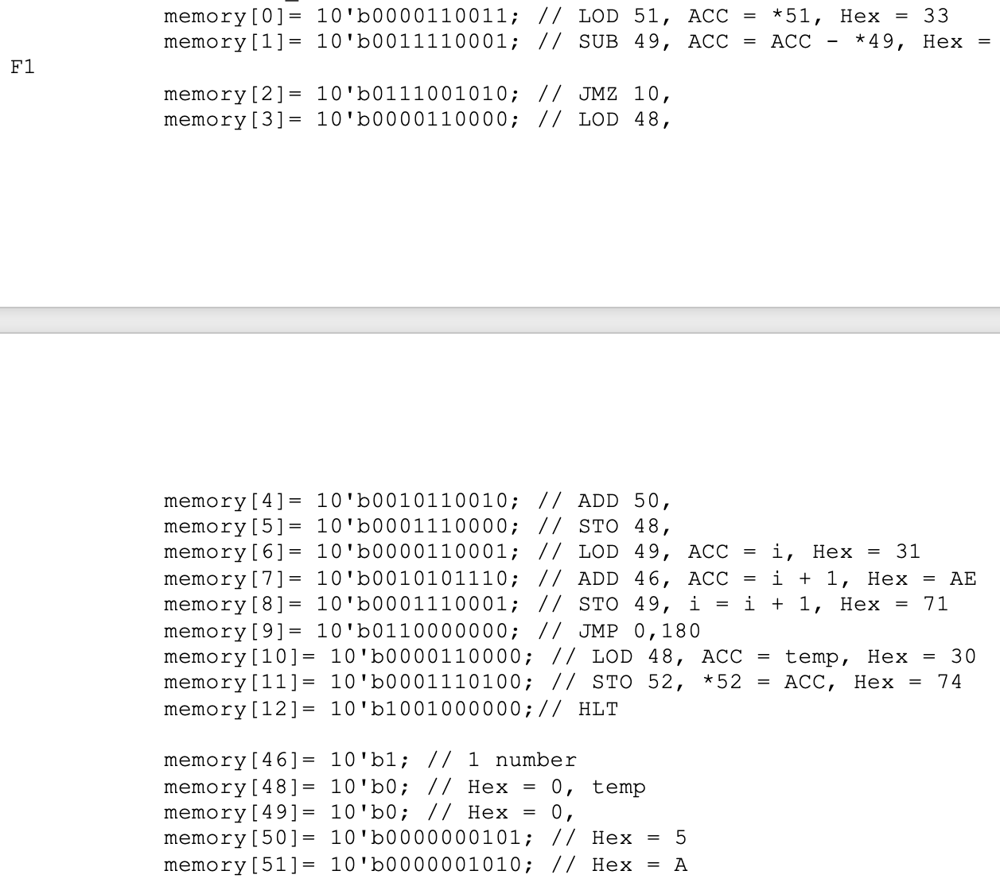 memory[0]= 10'b0000110011; // LOD 51, ACC = *51, Hex = 33
memory[1]= 10'b0011110001; // SUB 49, ACC = ACC - *49, Hex =
F1
memory[2]= 10'b0111001010; // JMZ 10,
memory[3]= 10'b0000110000; // LOD 48,
memory[4]= 10'b0010110010; // ADD 50,
memory[5]= 10'b0001110000; // STO 48,
memory[6]= 10'b0000110001; // LOD 49, ACC = i, Hex = 31
memory[7]= 10'b0010101110; // ADD 46, ACC = i + 1, Hex = AE
memory[8]= 10'b0001110001; // STO 49, i = i + 1, Hex = 71
memory[9]= 10'b0110000000; // JMP 0,180
memory[10]= 10'b0000110000; // LOD 48, ACC = temp, Hex = 30
memory[11]= 10'b0001110100; // STO 52, *52 = ACC, Hex = 74
memory[12]= 10'b1001000000;// HLT
memory[46]= 10'b1; // 1 number
memory[48]= 10'b0; // Hex = 0, temp
memory[49]= 10'b0; // Hex = 0,
memory[50]= 10'b0000000101; // Hex = 5
memory[51]= 10'b0000001010; // Hex = A